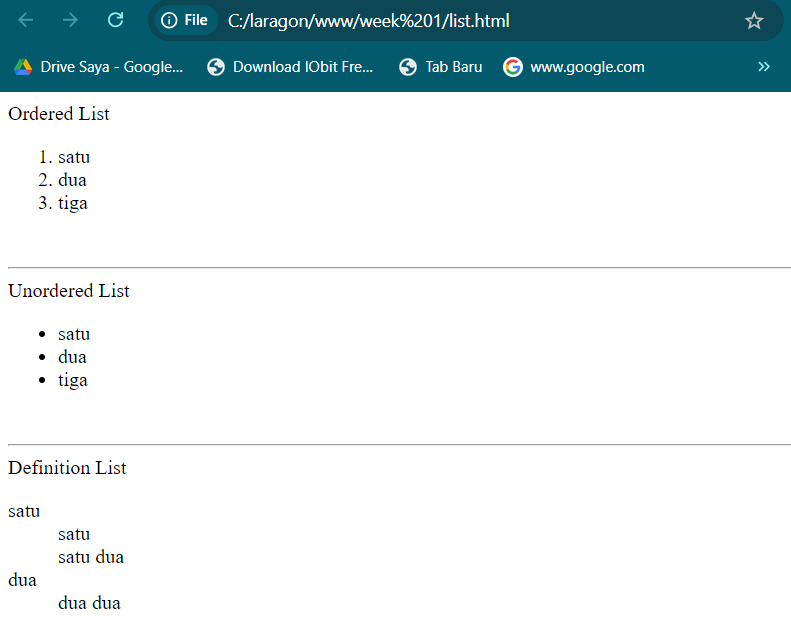 File C:/laragon/www/week%201/list.html
Drive Saya - Google... Download IObit Fre... Tab Baru www.google.com
Ordered List
1. satu
2. dua
3. tiga
Unordered List
• satu
• dua
• tiga
Definition List
satu
satu
satu dua
dua
dua dua